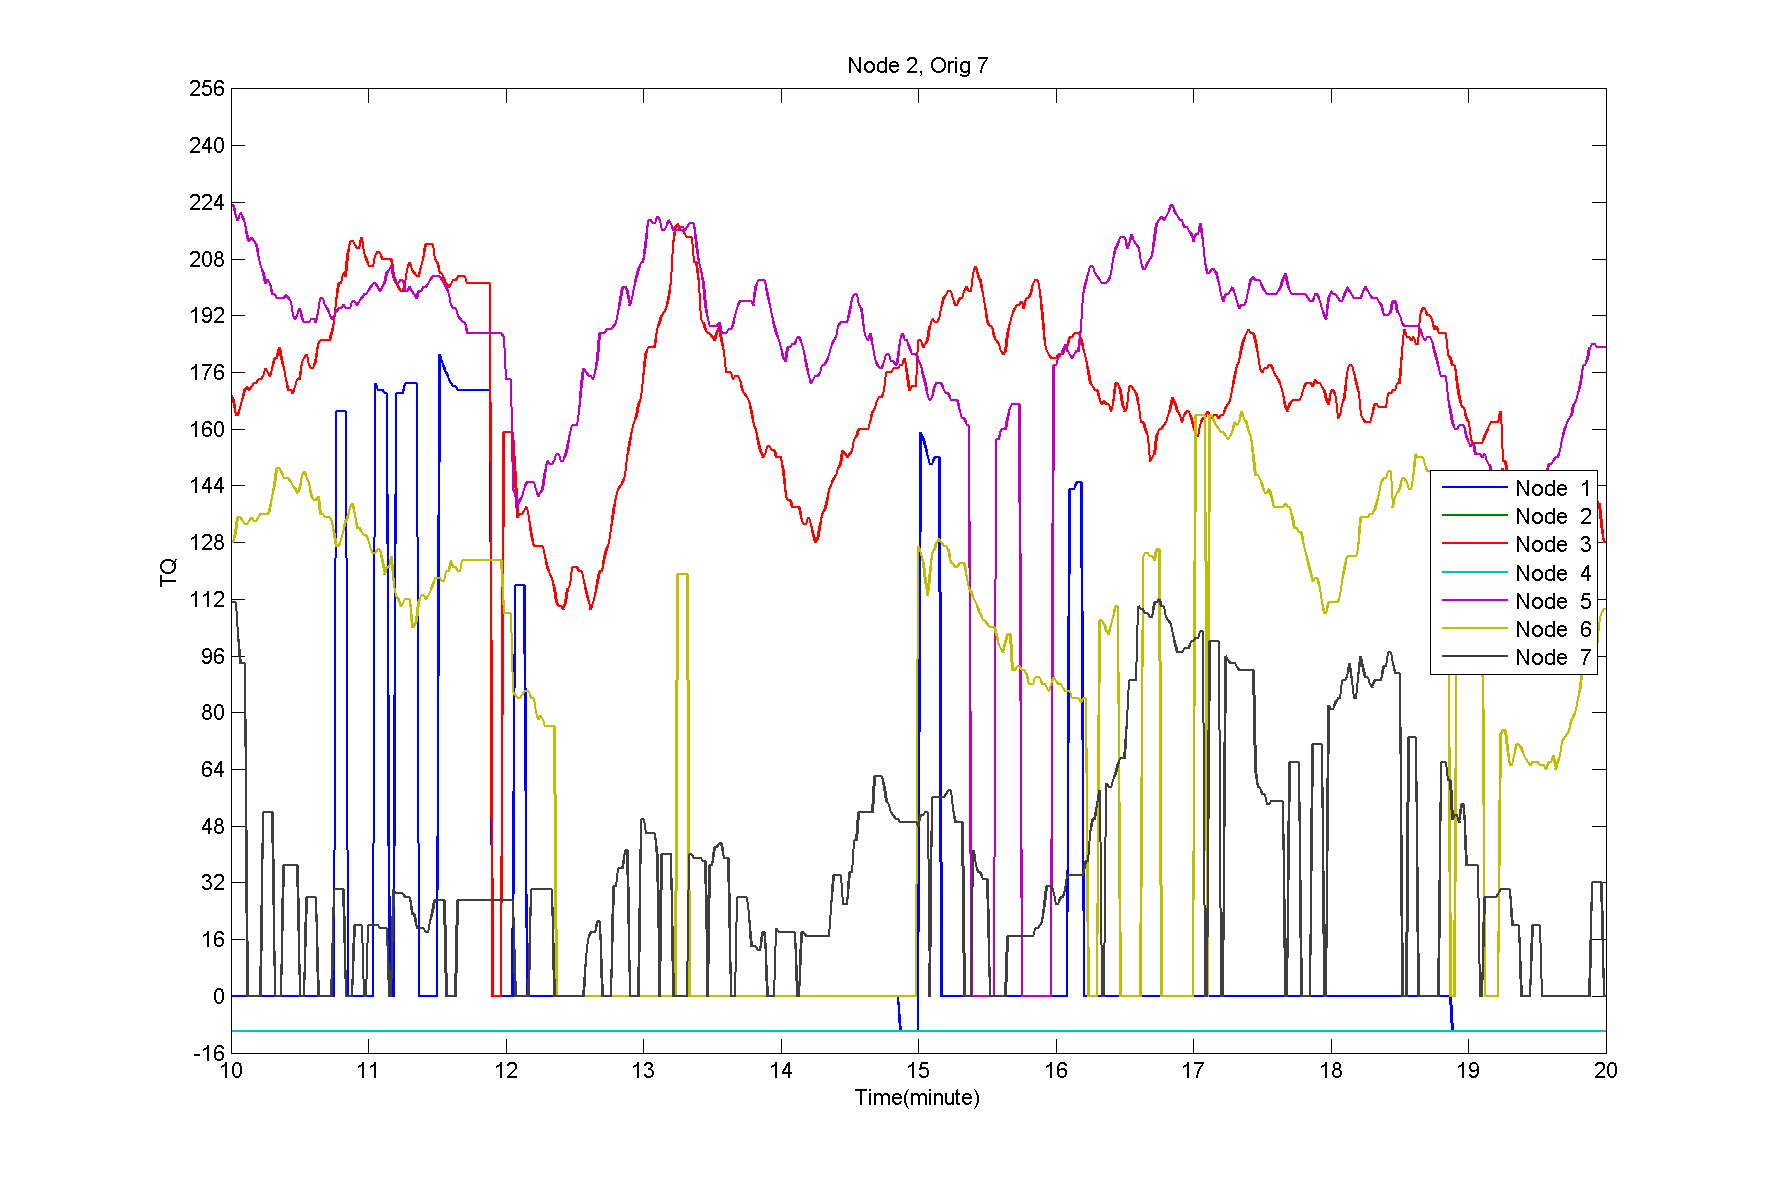 Node 2, Orig 7
256
240
224
208
192
176
160
144
128
112
96
80
64
48
32
16
0
-16
TQ
10 11 12 13 14 15 16 17 18 19 20
Time(minute)
Node 1
Node 2
Node 3
Node 4
Node 5
Node 6
Node 7